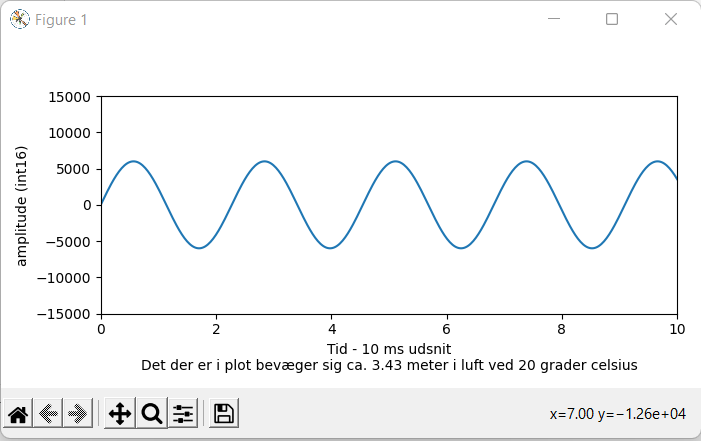 Figure 1
15000
10000
5000
0
−5000
−10000
−15000
amplitude (int16)
0 2 4 6 8 10
Tid - 10 ms udsnit
Det der er i plot bevæger sig ca. 3.43 meter i luft ved 20 grader celsius
x=7.00 y=−1.26e+04